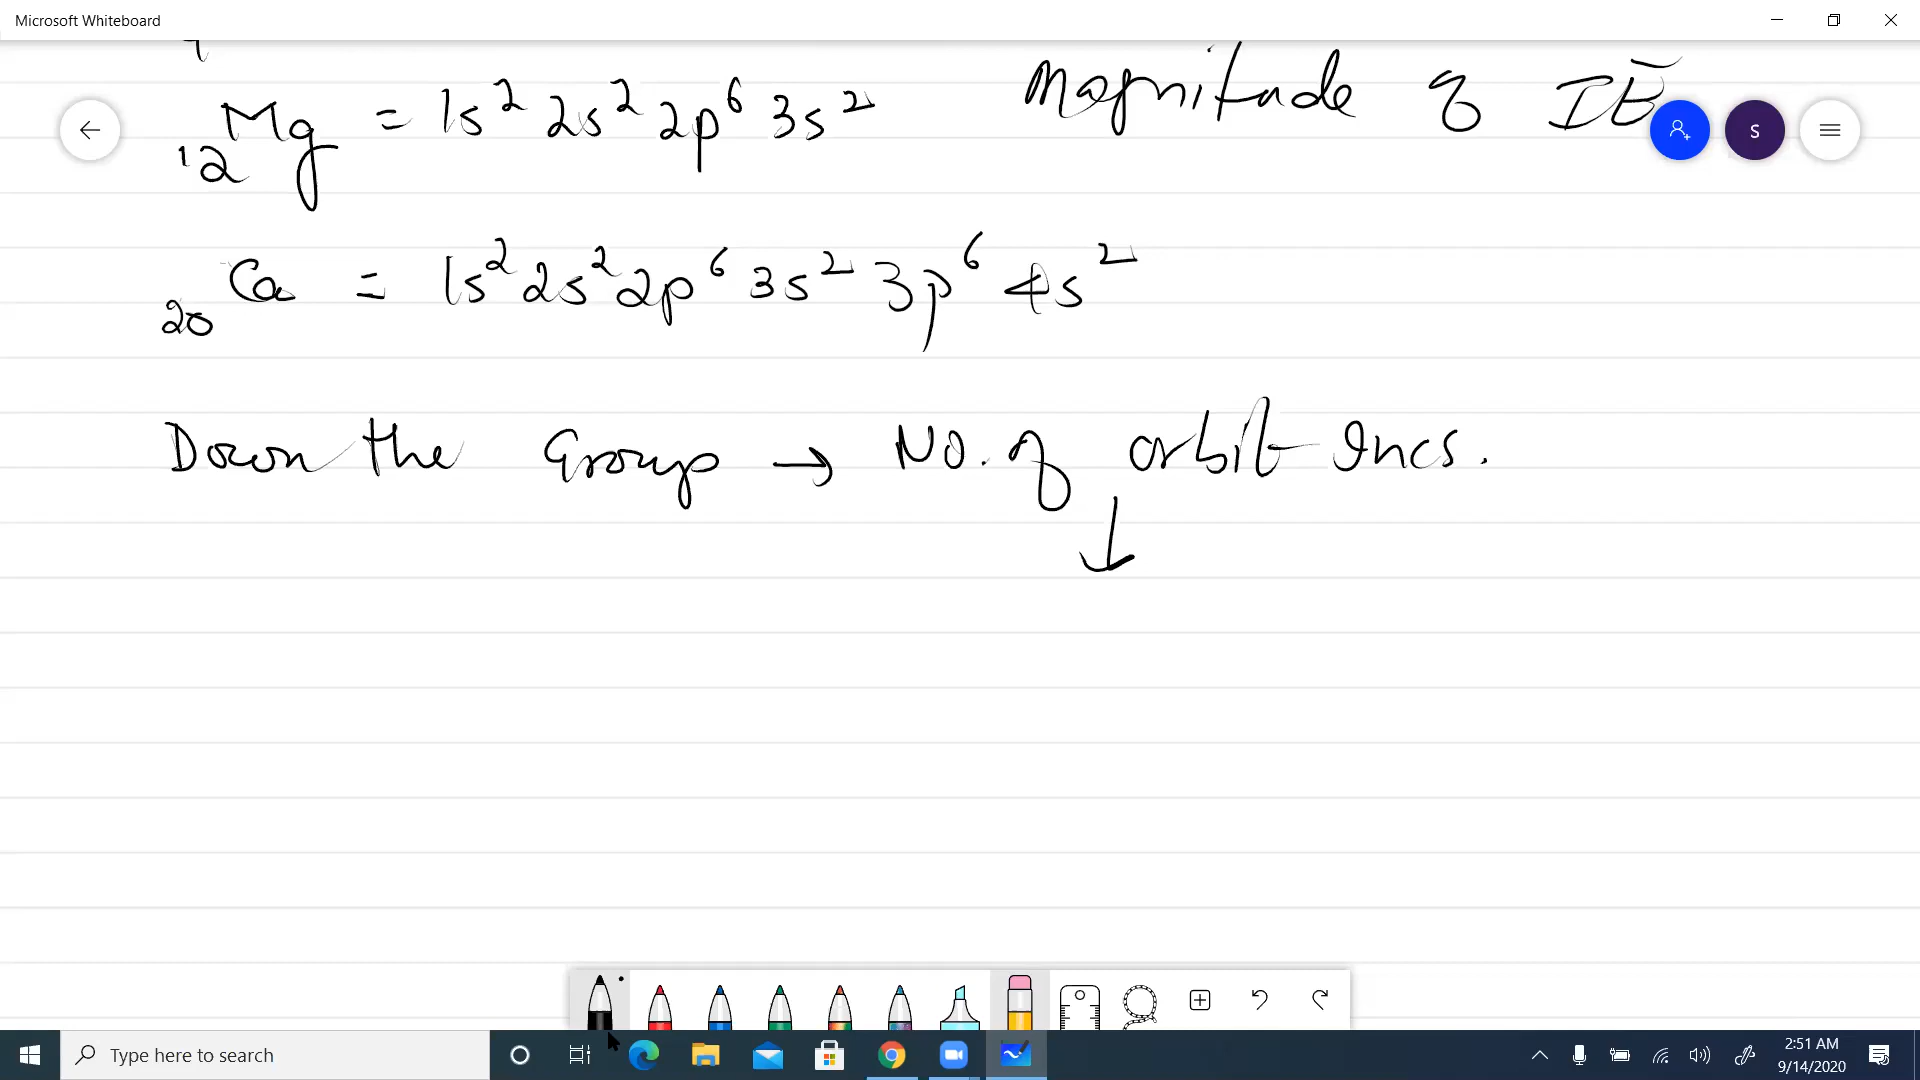 Microsoft Whiteboard
Magnitude of IE
12Mg = 1s² 2s² 2p⁶ 3s²
S
20Ca = 1s² 2s² 2p⁶ 3s² 3p⁶ 4s²
Down the Group → No. of orbit Incs.
↓
Type here to search
2:51 AM
9/14/2020